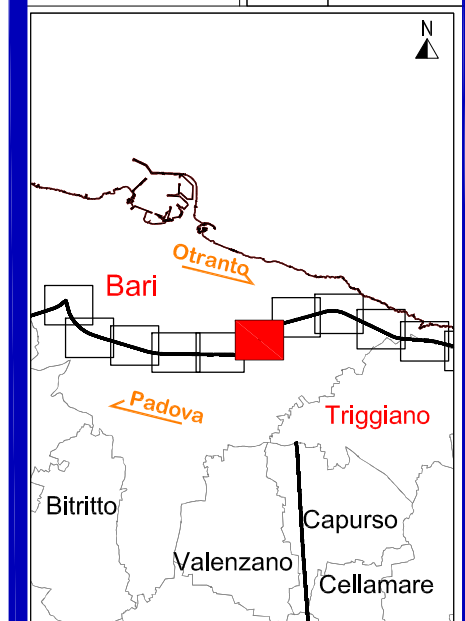 N
Otranto
Bari
Padova
Triggiano
Bitritto
Capurso
Valenzano
Cellamare